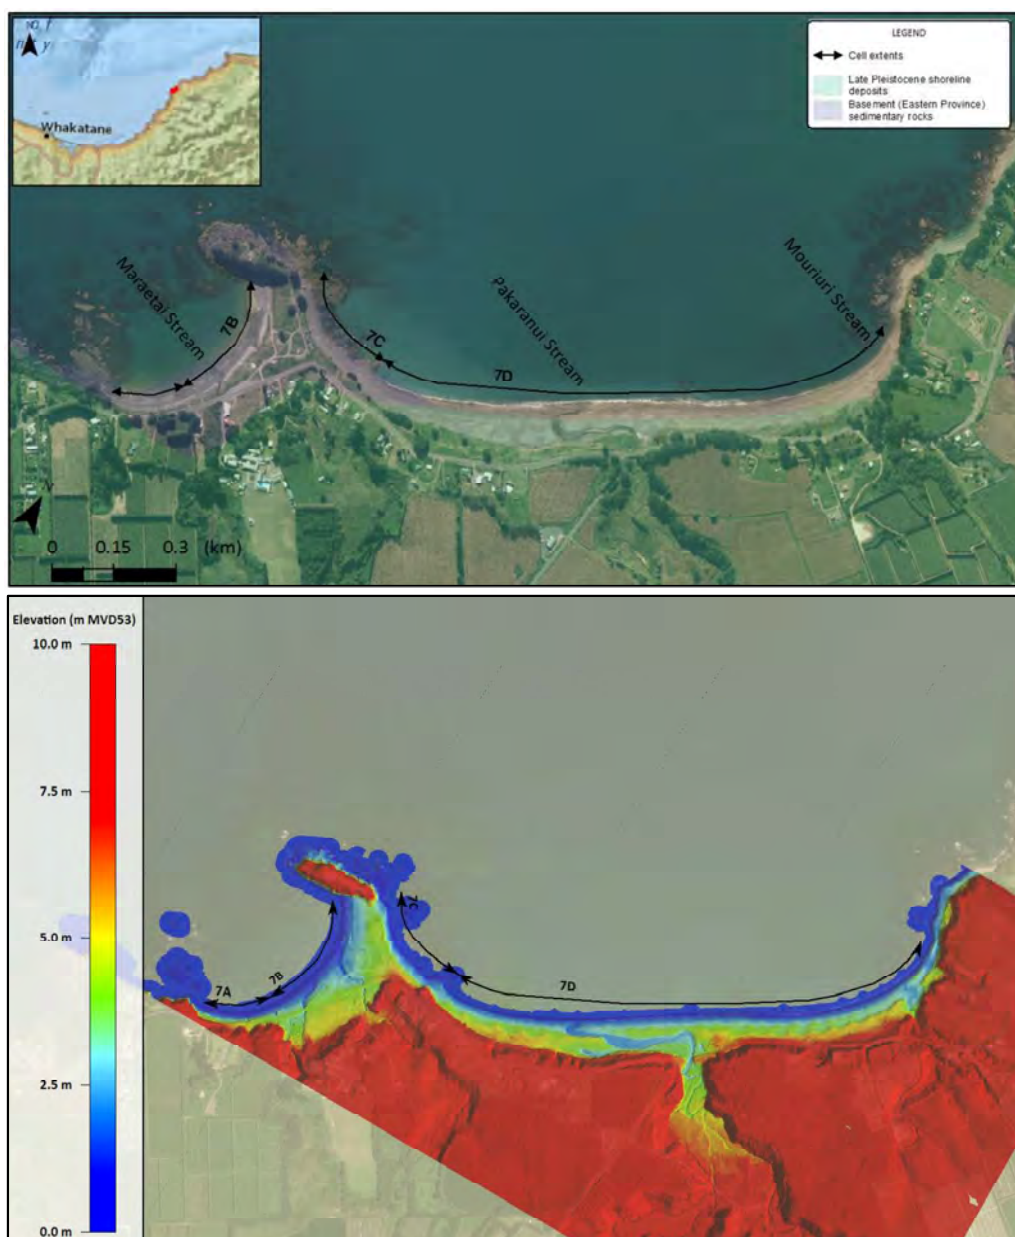 Whakatane
LEGEND
Cell extents
Late Pleistocene shoreline
deposits
Basement (Eastern Province)
sedimentary rocks
Maraetai Stream
7B
7C
Pakaranui Stream
7D
Mouriuri Stream
N
0 0.15 0.3 (km)
Elevation (m MVD53)
10.0 m
7.5 m
5.0 m
2.5 m
0.0 m
7A
7B
7C
7D